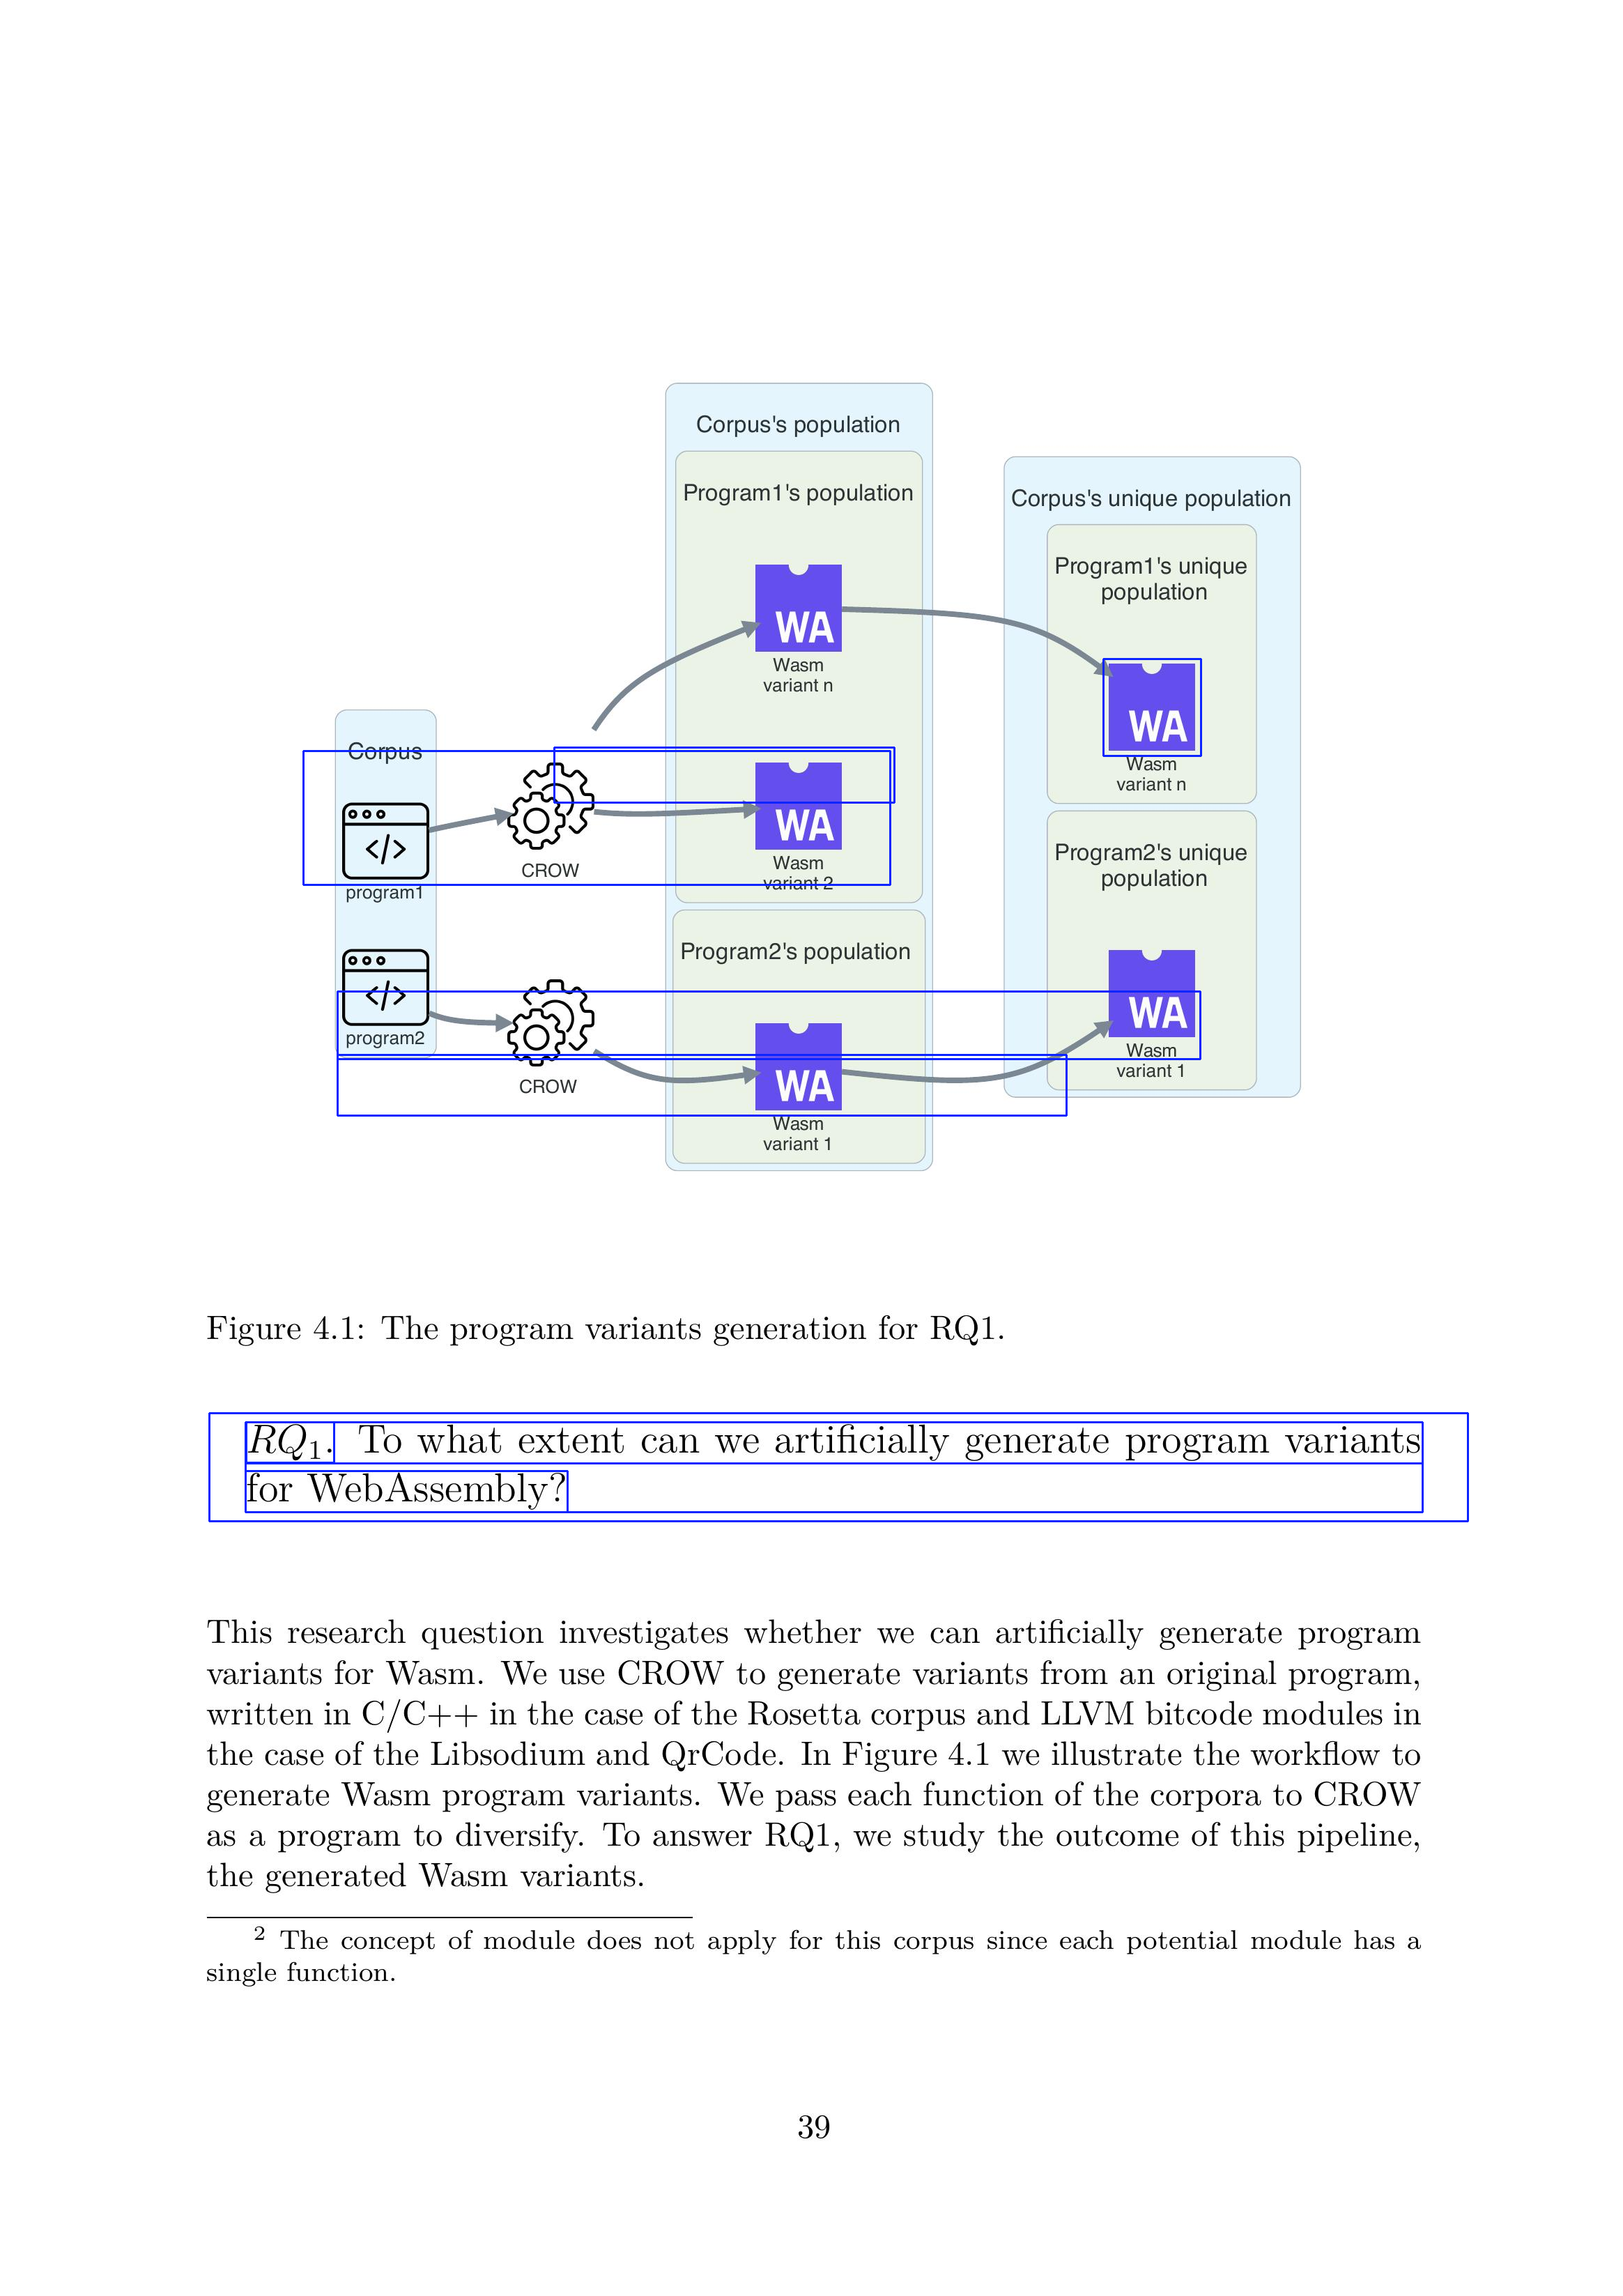 Corpus's population
Program1's population
Corpus's unique population
Program1's unique
population
WA
Wasm
variant n
WA
Wasm
variant n
Corpus
</>
program1
CROW
WA
Wasm
variant 2
Program2's unique
population
Program2's population
</>
program2
CROW
WA
Wasm
variant 1
WA
Wasm
variant 1
Figure 4.1: The program variants generation for RQ1.
RQ1. To what extent can we artificially generate program variants
for WebAssembly?
This research question investigates whether we can artificially generate program
variants for Wasm. We use CROW to generate variants from an original program,
written in C/C++ in the case of the Rosetta corpus and LLVM bitcode modules in
the case of the Libsodium and QrCode. In Figure 4.1 we illustrate the workflow to
generate Wasm program variants. We pass each function of the corpora to CROW
as a program to diversify. To answer RQ1, we study the outcome of this pipeline,
the generated Wasm variants.
2 The concept of module does not apply for this corpus since each potential module has a
single function.
39